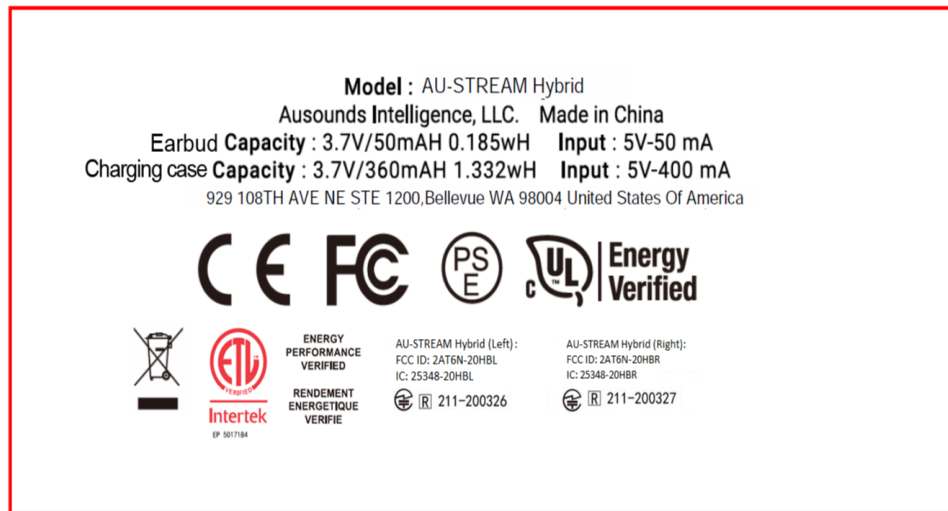 Model : AU-STREAM Hybrid
Ausounds Intelligence, LLC. Made in China
Earbud Capacity : 3.7V/50mAH 0.185wH Input : 5V-50 mA
Charging case Capacity : 3.7V/360mAH 1.332wH Input : 5V-400 mA
929 108TH AVE NE STE 1200,Bellevue WA 98004 United States Of America
CE FC PSE c UL ™ Energy Verified
ETL VERIFIED
Intertek
EP 5017184
ENERGY
PERFORMANCE
VERIFIED
RENDEMENT
ENERGETIQUE
VERIFIE
AU-STREAM Hybrid (Left):
FCC ID: 2AT6N-20HBL
IC: 25348-20HBL
R 211-200326
AU-STREAM Hybrid (Right):
FCC ID: 2AT6N-20HBR
IC: 25348-20HBR
R 211-200327